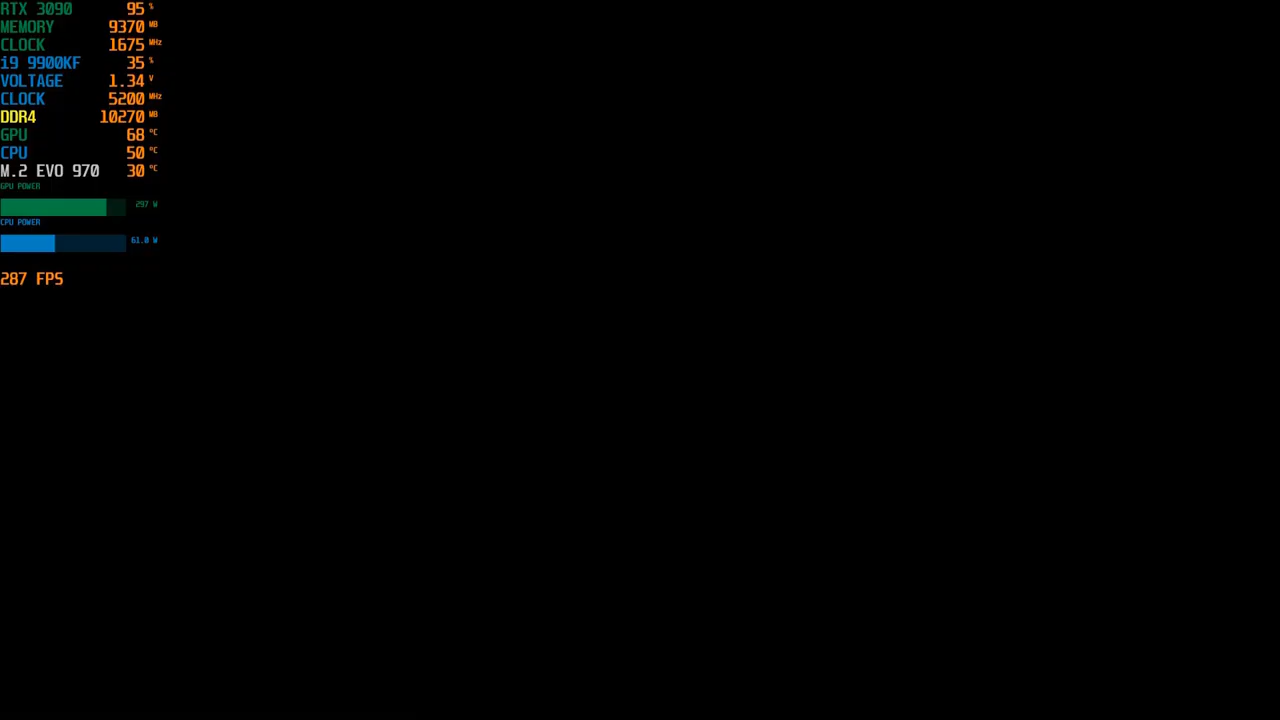 RTX 3090 95 %
MEMORY 9370 MB
CLOCK 1675 MHz
i9 9900KF 35 %
VOLTAGE 1.34 V
CLOCK 5200 MHz
DDR4 10270 MB
GPU 68 °C
CPU 50 °C
M.2 EVO 970 30 °C
GPU POWER
297 W
CPU POWER
61.0 W
287 FPS